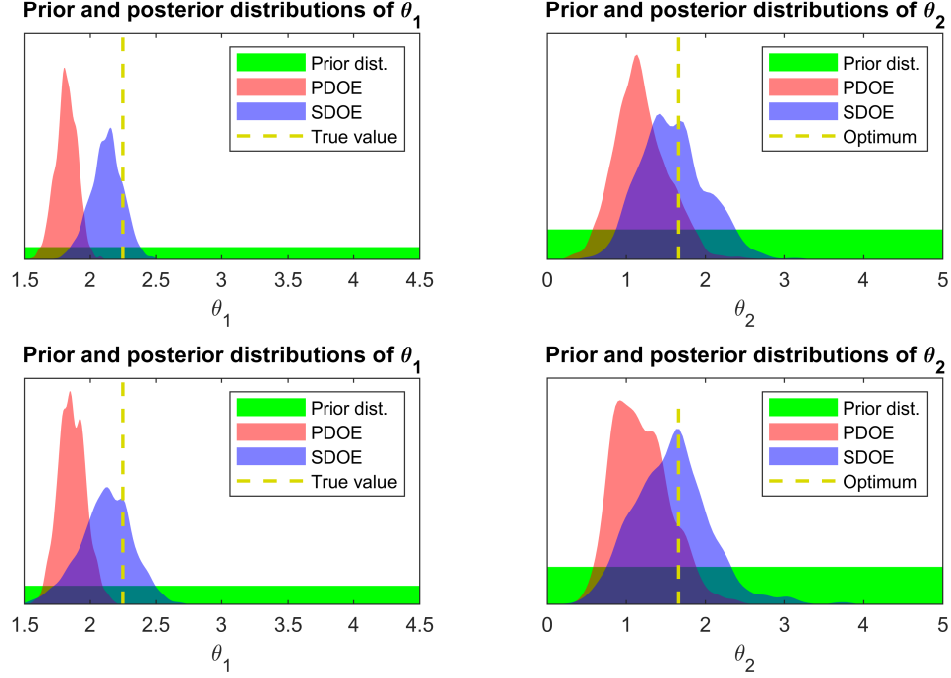 Prior and posterior distributions of θ1
Prior dist.
PDOE
SDOE
True value
1.5 2 2.5 3 3.5 4 4.5
θ1
Prior and posterior distributions of θ2
Prior dist.
PDOE
SDOE
Optimum
0 1 2 3 4 5
θ2
Prior and posterior distributions of θ1
Prior dist.
PDOE
SDOE
True value
1.5 2 2.5 3 3.5 4 4.5
θ1
Prior and posterior distributions of θ2
Prior dist.
PDOE
SDOE
Optimum
0 1 2 3 4 5
θ2